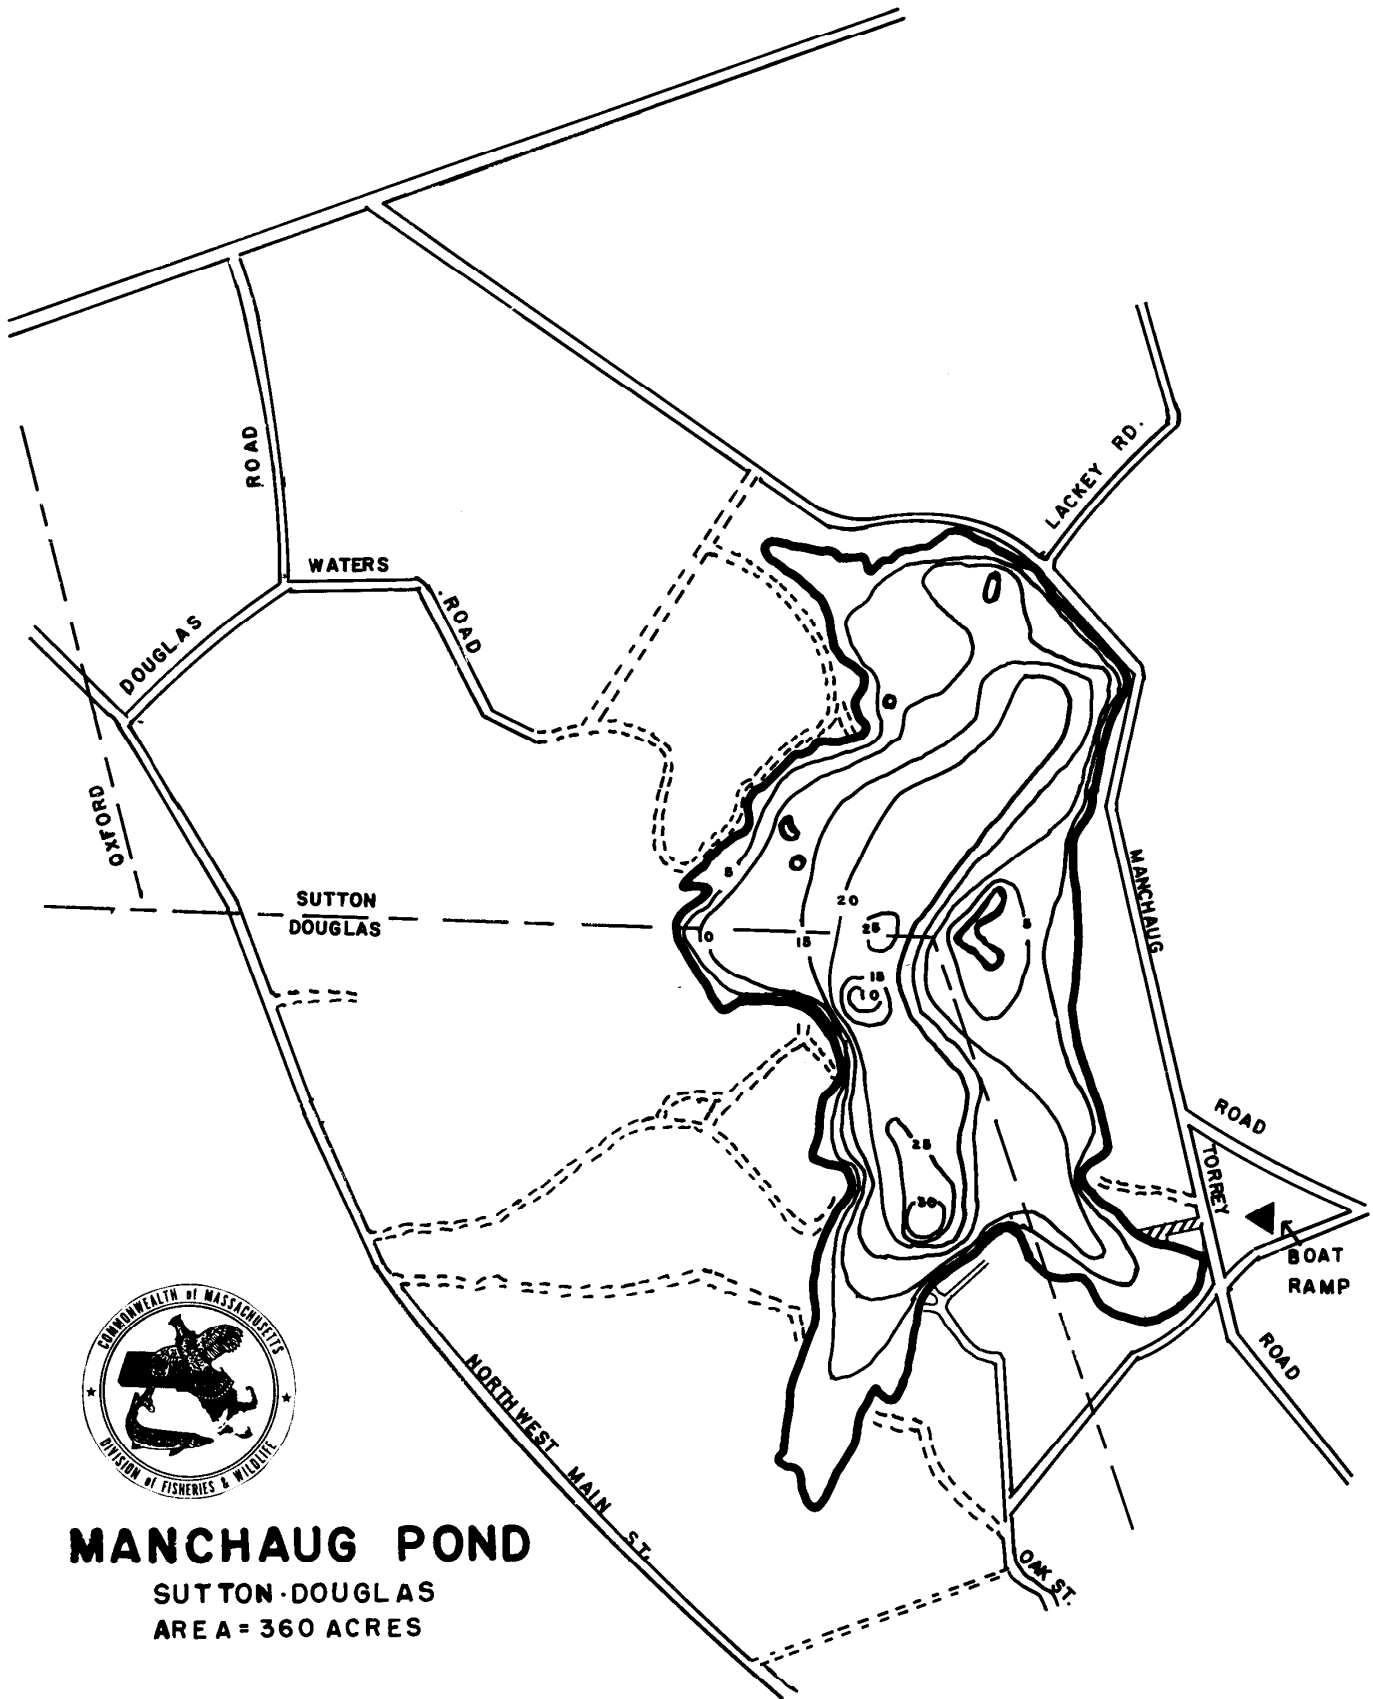 LACKEY RD.
ROAD
WATERS
ROAD
DOUGLAS
OXFORD
SUTTON
DOUGLAS
5
20
10
15
25
5
15
10
MANCHAUG
ROAD
25
TORREY
30
BOAT
RAMP
ROAD
NORTHWEST MAIN ST.
OAK ST.
COMMONWEALTH of MASSACHUSETTS
DIVISION of FISHERIES & WILDLIFE
MANCHAUG POND
SUTTON·DOUGLAS
AREA = 360 ACRES